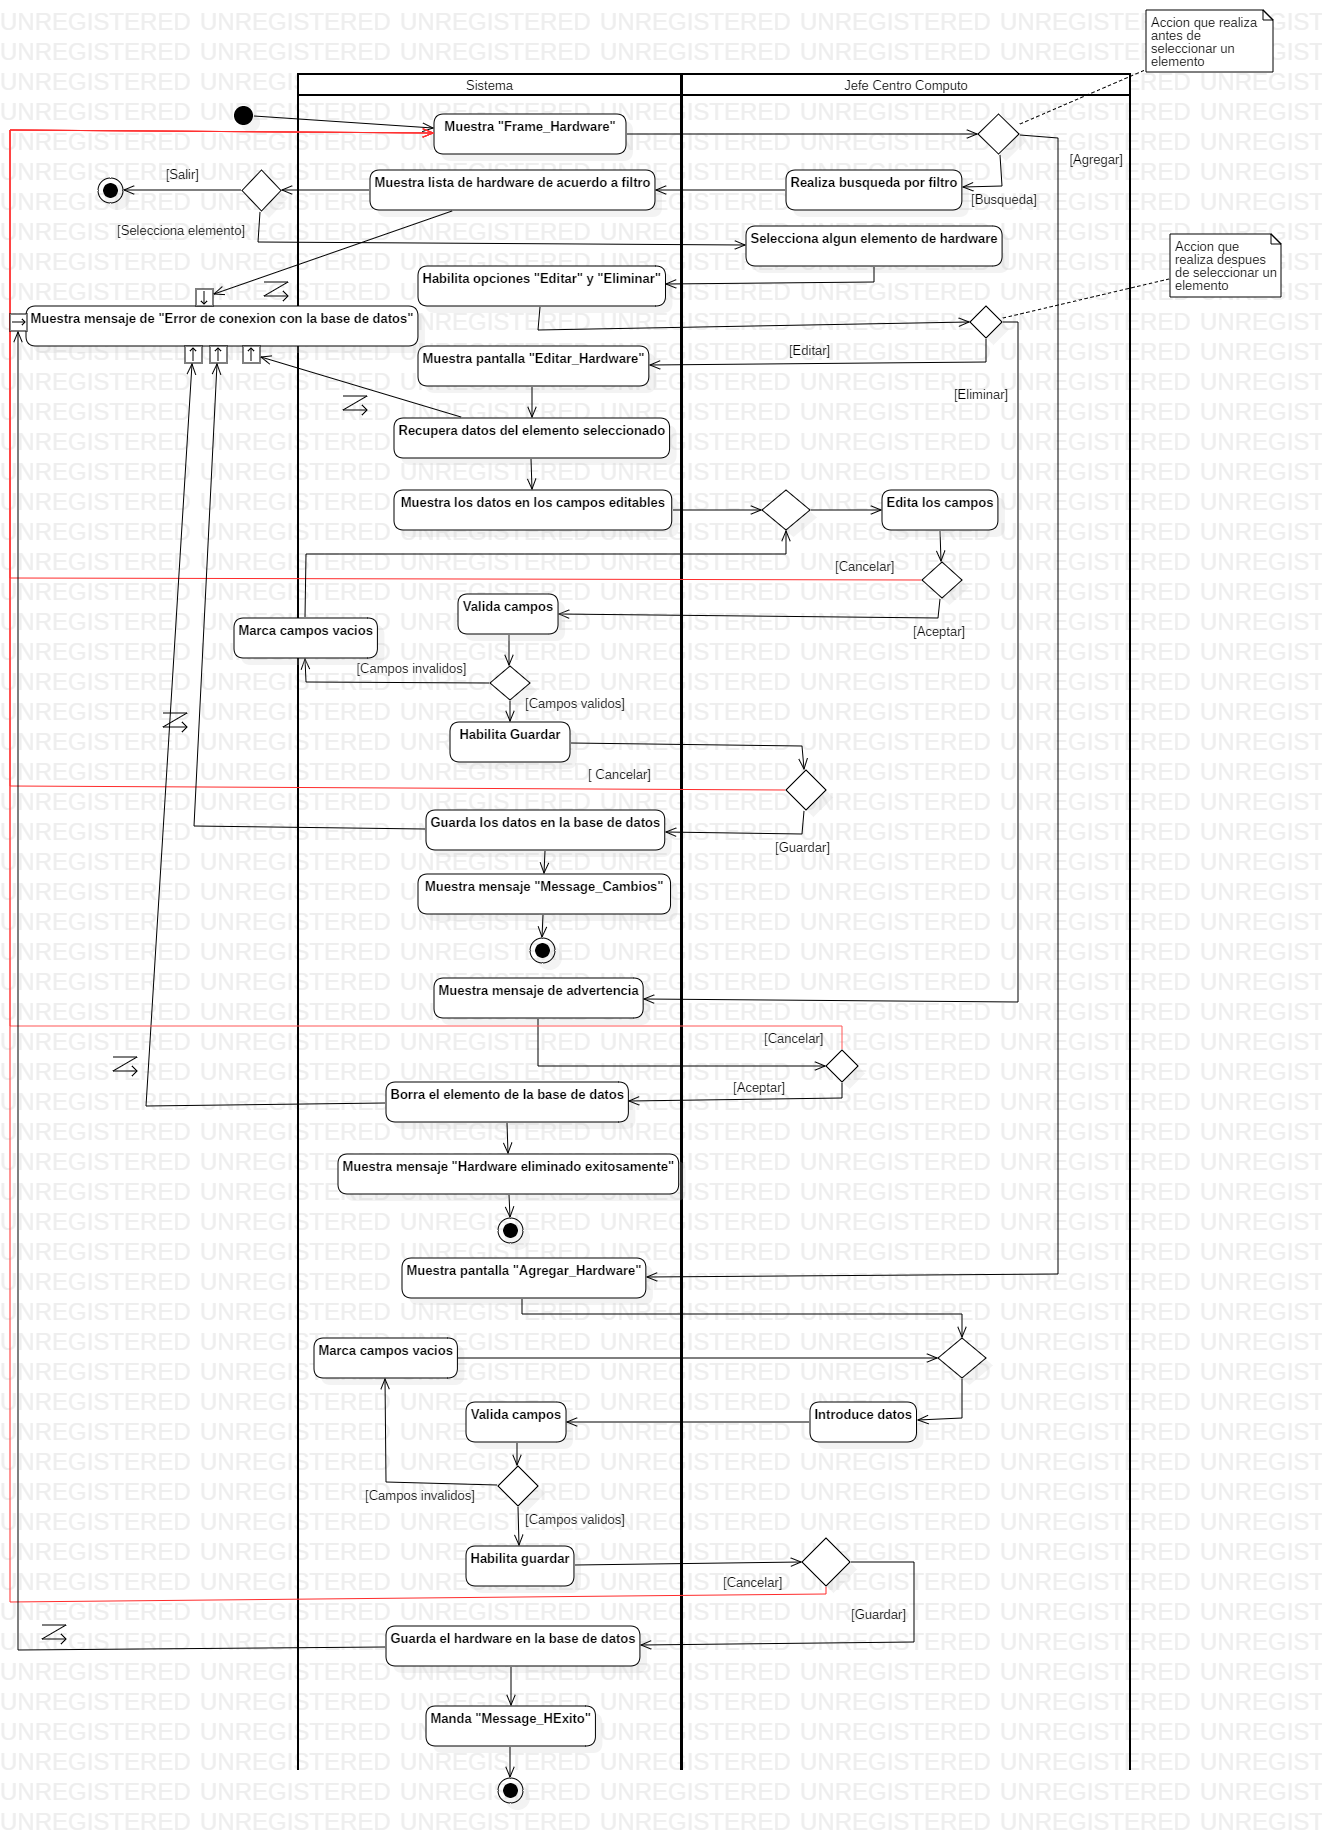 Accion que realiza
antes de
seleccionar un
elemento
Sistema
Jefe Centro Computo
Muestra "Frame_Hardware"
[Agregar]
[Salir]
Muestra lista de hardware de acuerdo a filtro
Realiza busqueda por filtro
[Busqueda]
[Selecciona elemento]
Selecciona algun elemento de hardware
Accion que
realiza despues
de seleccionar un
elemento
Habilita opciones "Editar" y "Eliminar"
Muestra mensaje de "Error de conexion con la base de datos"
[Editar]
Muestra pantalla "Editar_Hardware"
[Eliminar]
Recupera datos del elemento seleccionado
Muestra los datos en los campos editables
Edita los campos
[Cancelar]
Valida campos
Marca campos vacios
[Aceptar]
[Campos invalidos]
[Campos validos]
Habilita Guardar
[ Cancelar]
Guarda los datos en la base de datos
[Guardar]
Muestra mensaje "Message_Cambios"
Muestra mensaje de advertencia
[Cancelar]
[Aceptar]
Borra el elemento de la base de datos
Muestra mensaje "Hardware eliminado exitosamente"
Muestra pantalla "Agregar_Hardware"
Marca campos vacios
Valida campos
Introduce datos
[Campos invalidos]
[Campos validos]
Habilita guardar
[Cancelar]
[Guardar]
Guarda el hardware en la base de datos
Manda "Message_HExito"
UNREGISTERED